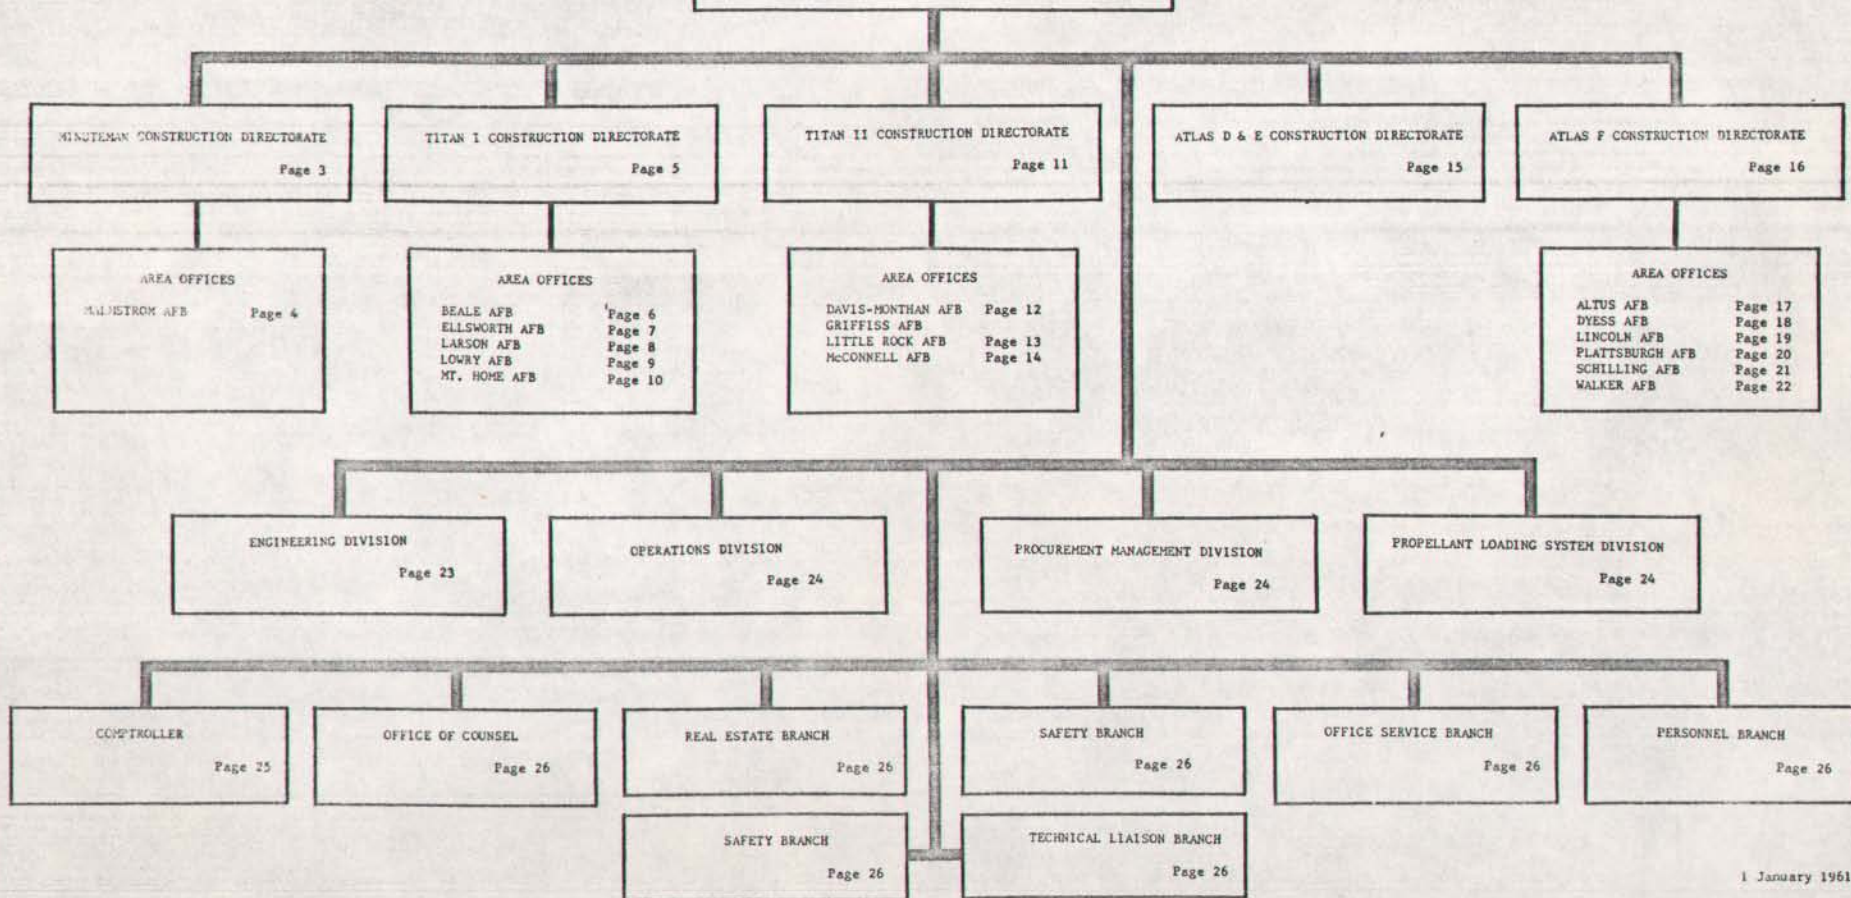 MINUTEMAN CONSTRUCTION DIRECTORATE
Page 3
TITAN I CONSTRUCTION DIRECTORATE
Page 5
TITAN II CONSTRUCTION DIRECTORATE
Page 11
ATLAS D & E CONSTRUCTION DIRECTORATE
Page 15
ATLAS F CONSTRUCTION DIRECTORATE
Page 16
AREA OFFICES
MALMSTROM AFB Page 4
AREA OFFICES
BEALE AFB Page 6
ELLSWORTH AFB Page 7
LARSON AFB Page 8
LOWRY AFB Page 9
MT. HOME AFB Page 10
AREA OFFICES
DAVIS-MONTHAN AFB Page 12
GRIFFISS AFB
LITTLE ROCK AFB Page 13
McCONNELL AFB Page 14
AREA OFFICES
ALTUS AFB Page 17
DYESS AFB Page 18
LINCOLN AFB Page 19
PLATTSBURGH AFB Page 20
SCHILLING AFB Page 21
WALKER AFB Page 22
ENGINEERING DIVISION
Page 23
OPERATIONS DIVISION
Page 24
PROCUREMENT MANAGEMENT DIVISION
Page 24
PROPELLANT LOADING SYSTEM DIVISION
Page 24
COMPTROLLER
Page 25
OFFICE OF COUNSEL
Page 26
REAL ESTATE BRANCH
Page 26
SAFETY BRANCH
Page 26
OFFICE SERVICE BRANCH
Page 26
PERSONNEL BRANCH
Page 26
SAFETY BRANCH
Page 26
TECHNICAL LIAISON BRANCH
Page 26
1 January 1961